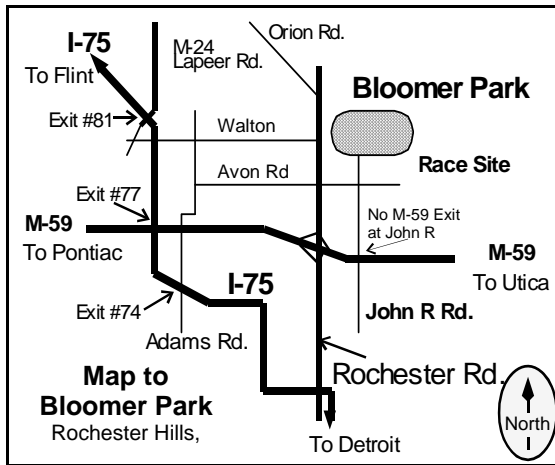 Orion Rd.
I-75
M-24
Lapeer Rd.
To Flint
Bloomer Park
Exit #81
Walton
Race Site
Avon Rd
Exit #77
No M-59 Exit
at John R
M-59
To Pontiac
M-59
To Utica
I-75
Exit #74
John R Rd.
Adams Rd.
Rochester Rd.
Map to
Bloomer Park
Rochester Hills,
To Detroit
North